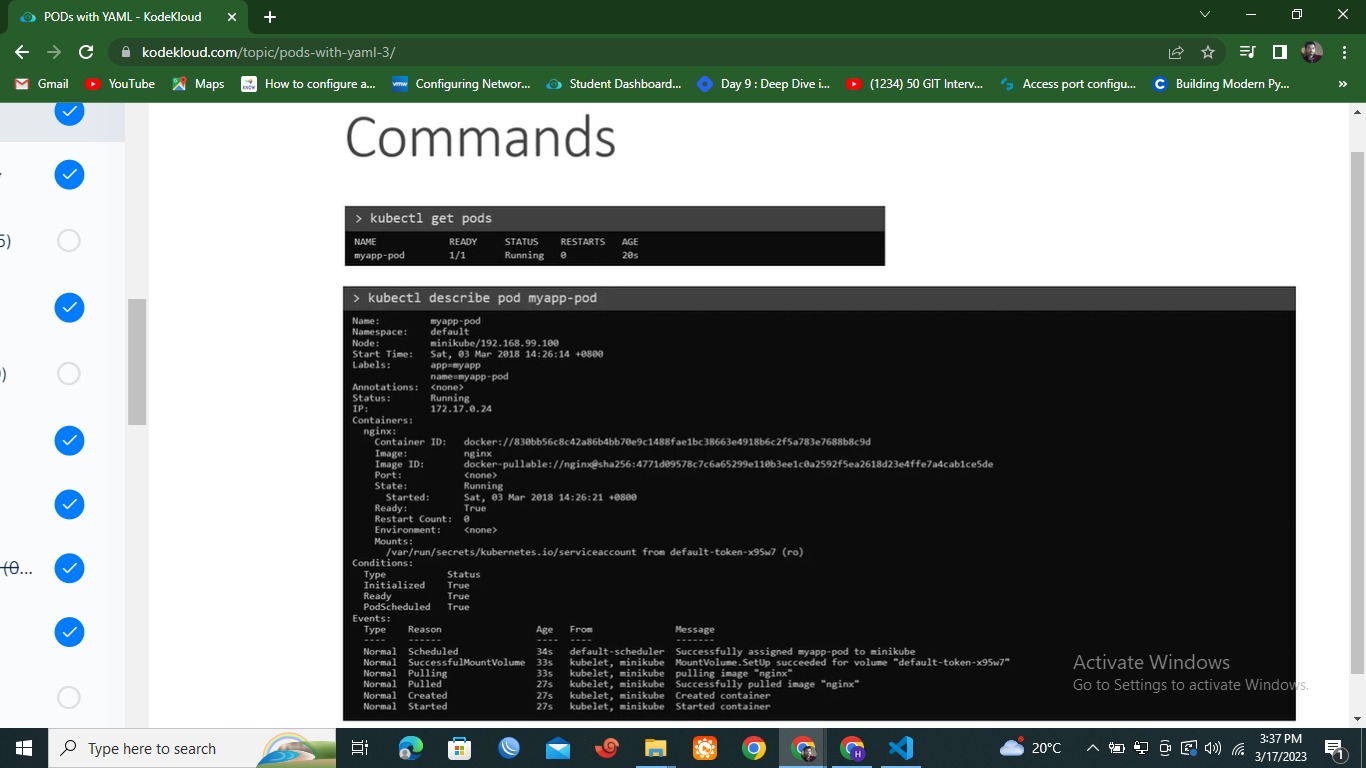 PODs with YAML - KodeKloud
kodekloud.com/topic/pods-with-yaml-3/
Gmail YouTube Maps How to configure a... Configuring Networ... Student Dashboard... Day 9 : Deep Dive i... (1234) 50 GIT Interv... Access port configu... Building Modern Py... »
Commands
> kubectl get pods
NAME READY STATUS RESTARTS AGE
myapp-pod 1/1 Running 0 20s
> kubectl describe pod myapp-pod
Name: myapp-pod
Namespace: default
Node: minikube/192.168.99.100
Start Time: Sat, 03 Mar 2018 14:26:14 +0800
Labels: app=myapp
name=myapp-pod
Annotations: <none>
Status: Running
IP: 172.17.0.24
Containers:
nginx:
Container ID: docker://830bb56c8c42a86b4bb70e9c1488fae1bc38663e4918b6c2f5a783e7688b8c9d
Image: nginx
Image ID: docker-pullable://nginx@sha256:4771d09578c7c6a65299e110b3ee1c0a2592f5ea2618d23e4ffe7a4cab1ce5de
Port: <none>
State: Running
Started: Sat, 03 Mar 2018 14:26:21 +0800
Ready: True
Restart Count: 0
Environment: <none>
Mounts:
/var/run/secrets/kubernetes.io/serviceaccount from default-token-x95w7 (ro)
Conditions:
Type Status
Initialized True
Ready True
PodScheduled True
Events:
Type Reason Age From Message
---- ------ ---- ---- -------
Normal Scheduled 34s default-scheduler Successfully assigned myapp-pod to minikube
Normal SuccessfulMountVolume 33s kubelet, minikube MountVolume.SetUp succeeded for volume "default-token-x95w7"
Normal Pulling 33s kubelet, minikube pulling image "nginx"
Normal Pulled 27s kubelet, minikube Successfully pulled image "nginx"
Normal Created 27s kubelet, minikube Created container
Normal Started 27s kubelet, minikube Started container
5)
)
(0...
Activate Windows
Go to Settings to activate Windows.
Type here to search
20°C
3:37 PM
3/17/2023
1